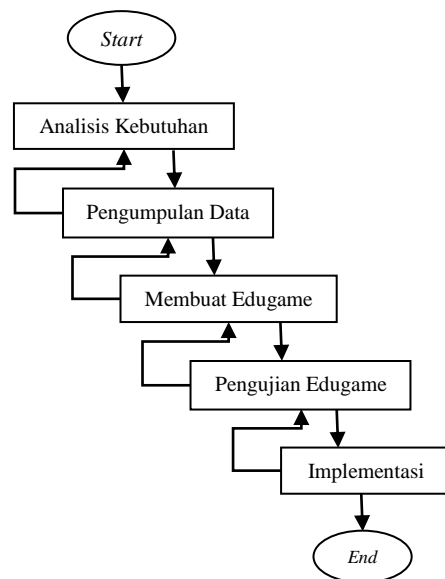 Start
Analisis Kebutuhan
Pengumpulan Data
Membuat Edugame
Pengujian Edugame
Implementasi
End